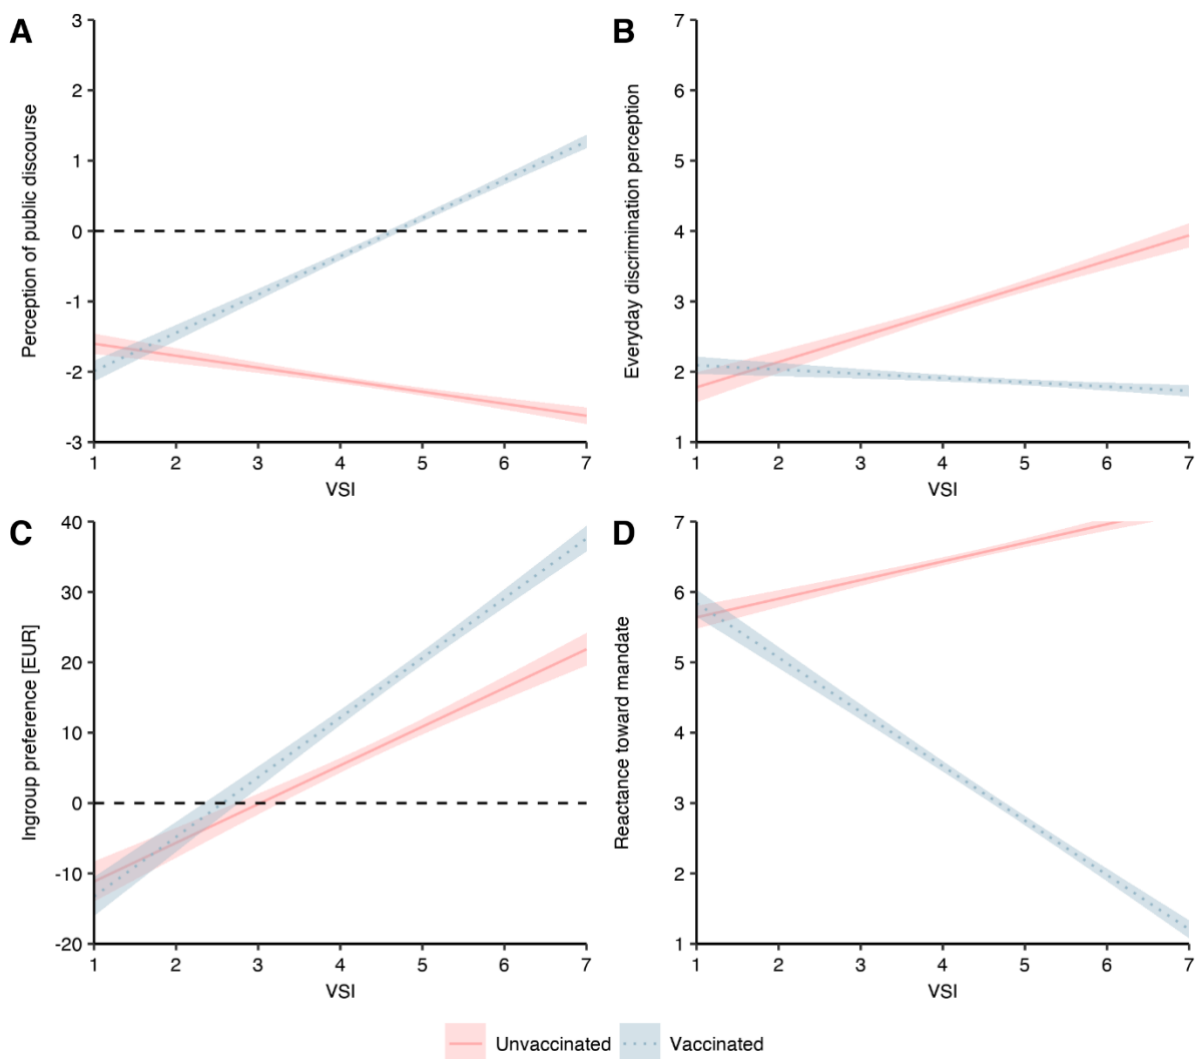 A
Perception of public discourse
3
2
1
0
-1
-2
-3
1 2 3 4 5 6 7
VSI
B
Everyday discrimination perception
7
6
5
4
3
2
1
1 2 3 4 5 6 7
VSI
C
Ingroup preference [EUR]
40
30
20
10
0
-10
-20
1 2 3 4 5 6 7
VSI
D
Reactance toward mandate
7
6
5
4
3
2
1
1 2 3 4 5 6 7
VSI
Unvaccinated Vaccinated